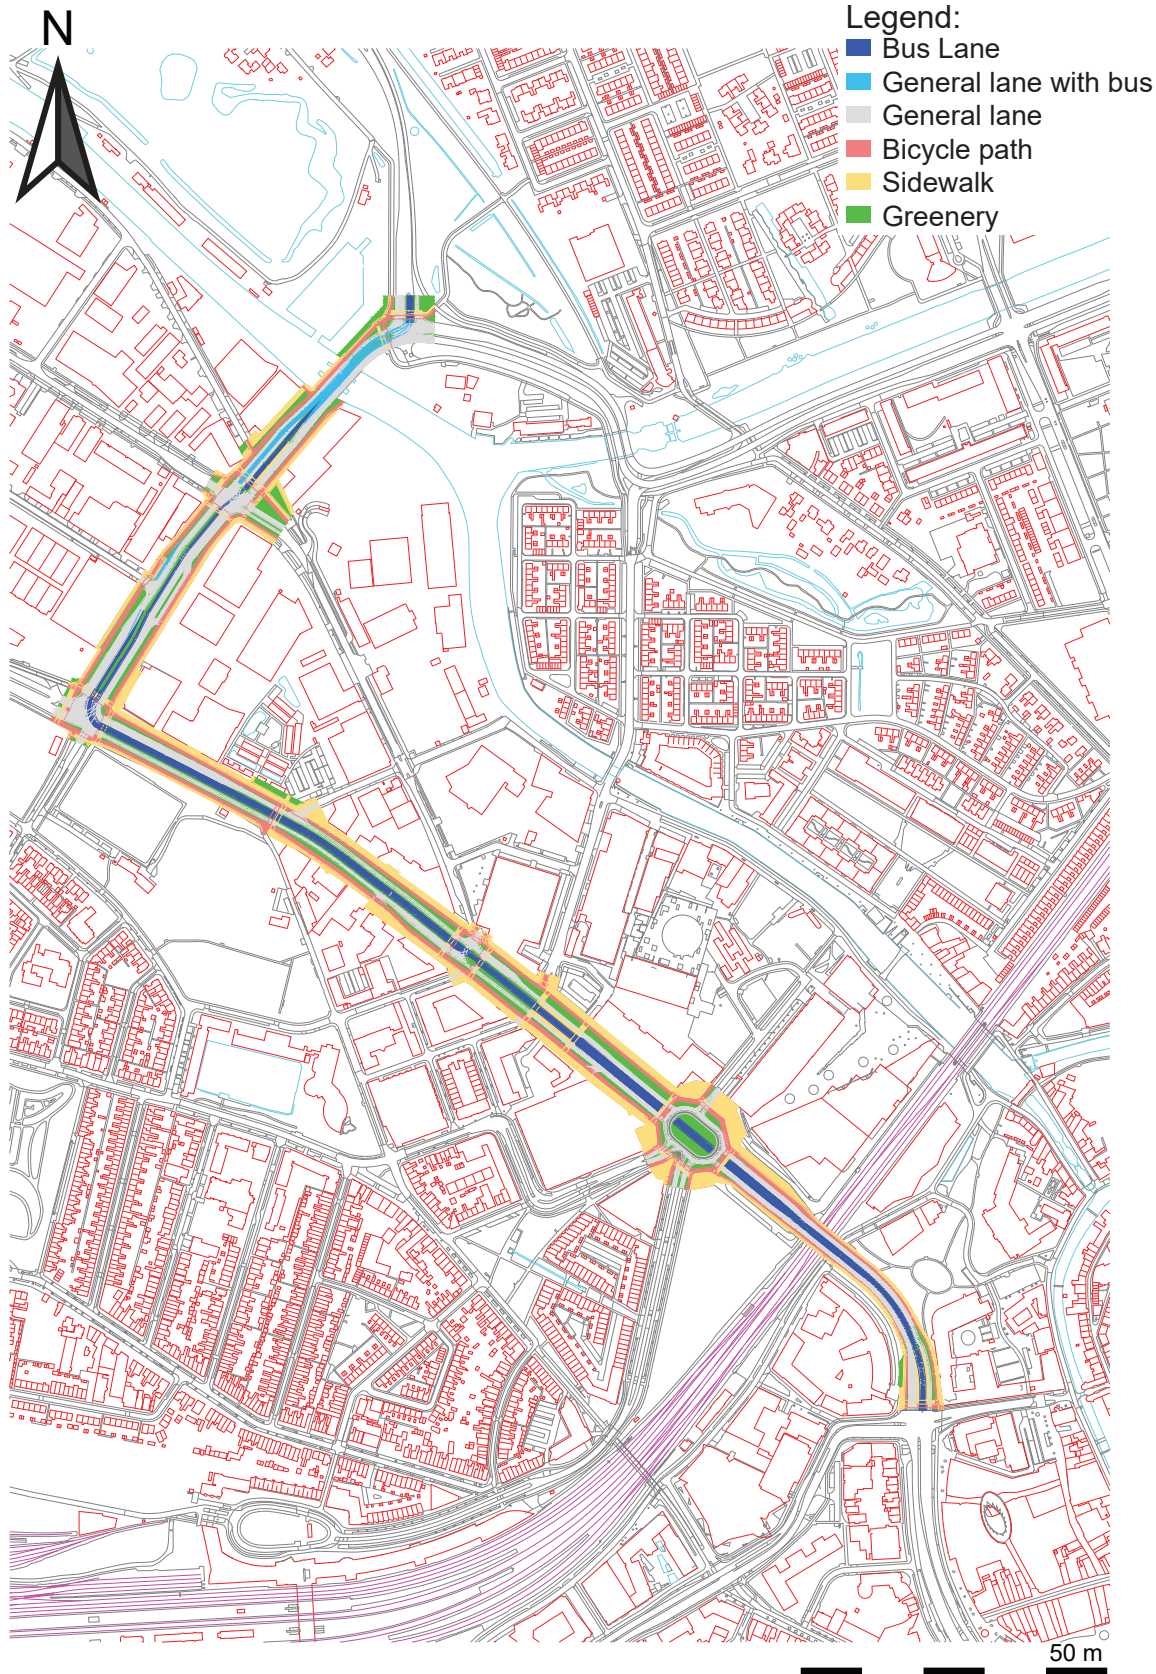 N
Legend:
Bus Lane
General lane with bus
General lane
Bicycle path
Sidewalk
Greenery
50 m